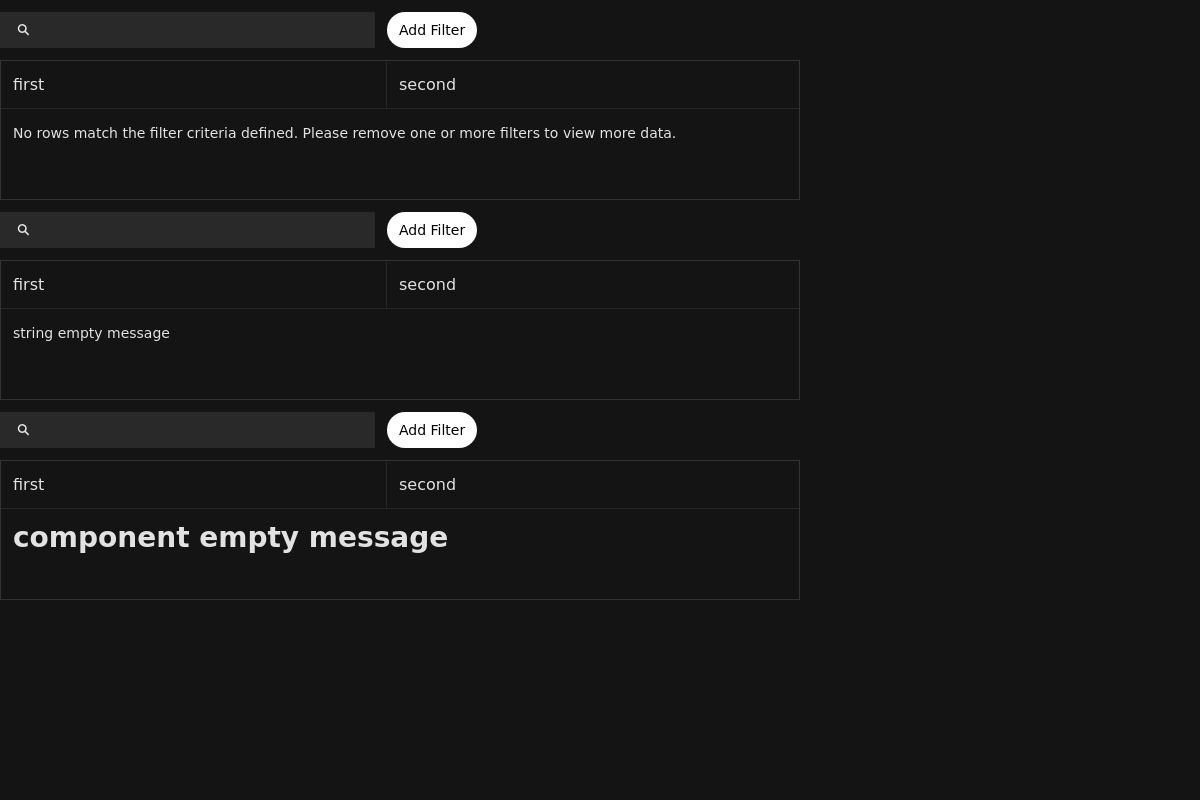 Add Filter
first second
No rows match the filter criteria defined. Please remove one or more filters to view more data.
Add Filter
first second
string empty message
Add Filter
first second
component empty message